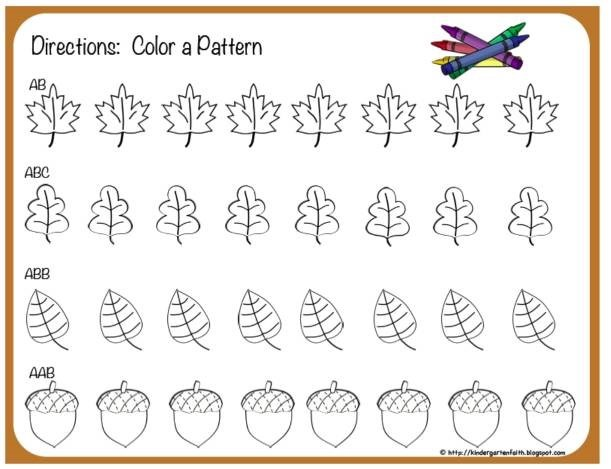 Directions: Color a Pattern
AB
ABC
ABB
AAB
© http://kindergartenfaith.blogspot.com/